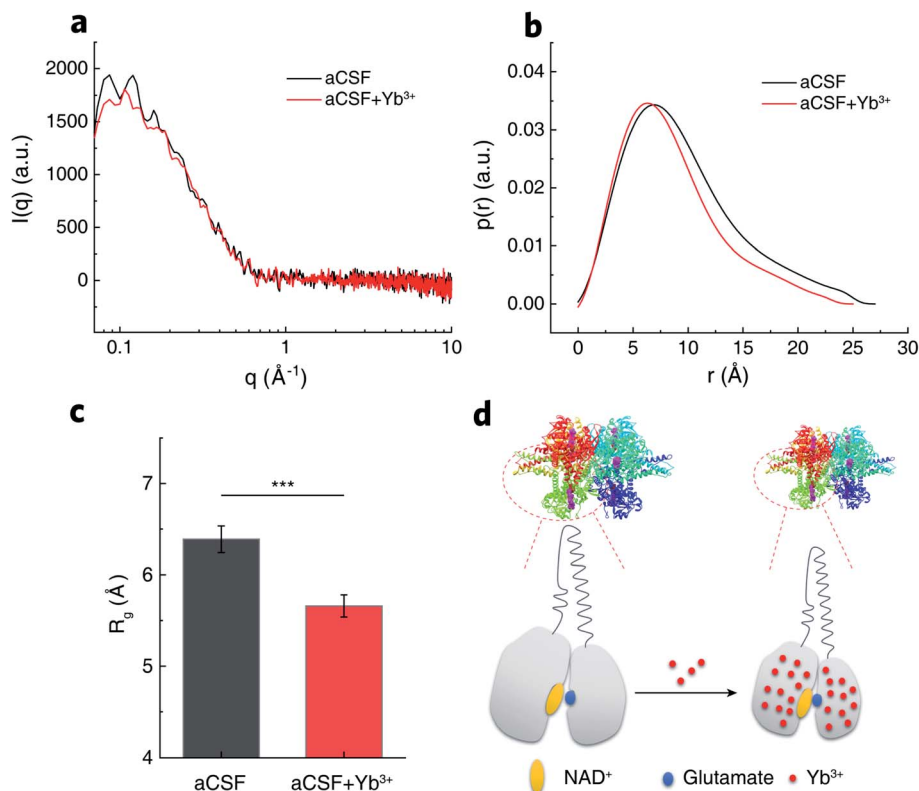 a
2000
1500
1000
500
0
I(q) (a.u.)
aCSF
aCSF+Yb³⁺
0.1 1 10
q (Å⁻¹)
b
0.04
0.03
0.02
0.01
0.00
p(r) (a.u.)
aCSF
aCSF+Yb³⁺
0 5 10 15 20 25 30
r (Å)
c
7
6
5
4
R_g (Å)
***
aCSF aCSF+Yb³⁺
d
NAD⁺ Glutamate Yb³⁺